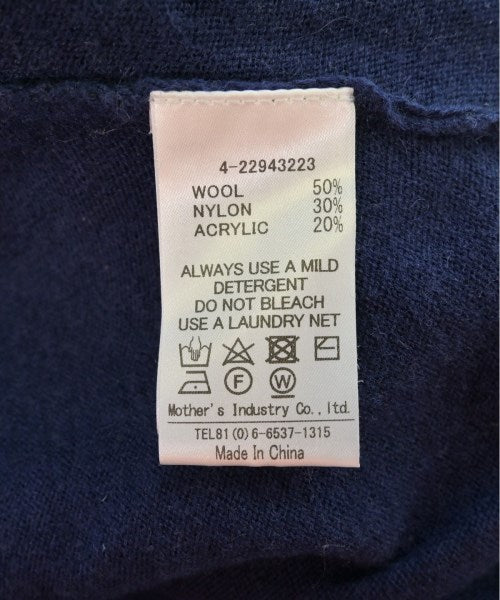 4-22943223
WOOL 50%
NYLON 30%
ACRYLIC 20%
ALWAYS USE A MILD
DETERGENT
DO NOT BLEACH
USE A LAUNDRY NET
F W
Mother's Industry Co., ltd.
TEL81(0)6-6537-1315
Made In China